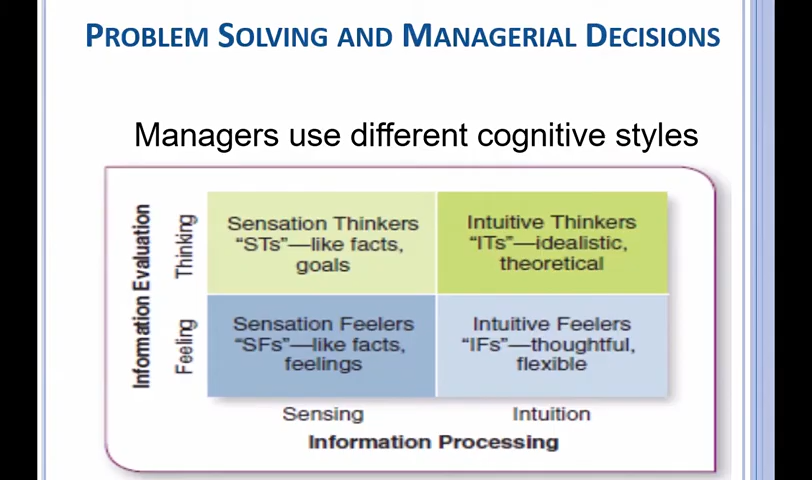 PROBLEM SOLVING AND MANAGERIAL DECISIONS
Managers use different cognitive styles
Information Evaluation
Thinking
Sensation Thinkers
“STs”—like facts,
goals
Intuitive Thinkers
“ITs”—idealistic,
theoretical
Feeling
Sensation Feelers
“SFs”—like facts,
feelings
Intuitive Feelers
“IFs”—thoughtful,
flexible
Sensing
Intuition
Information Processing